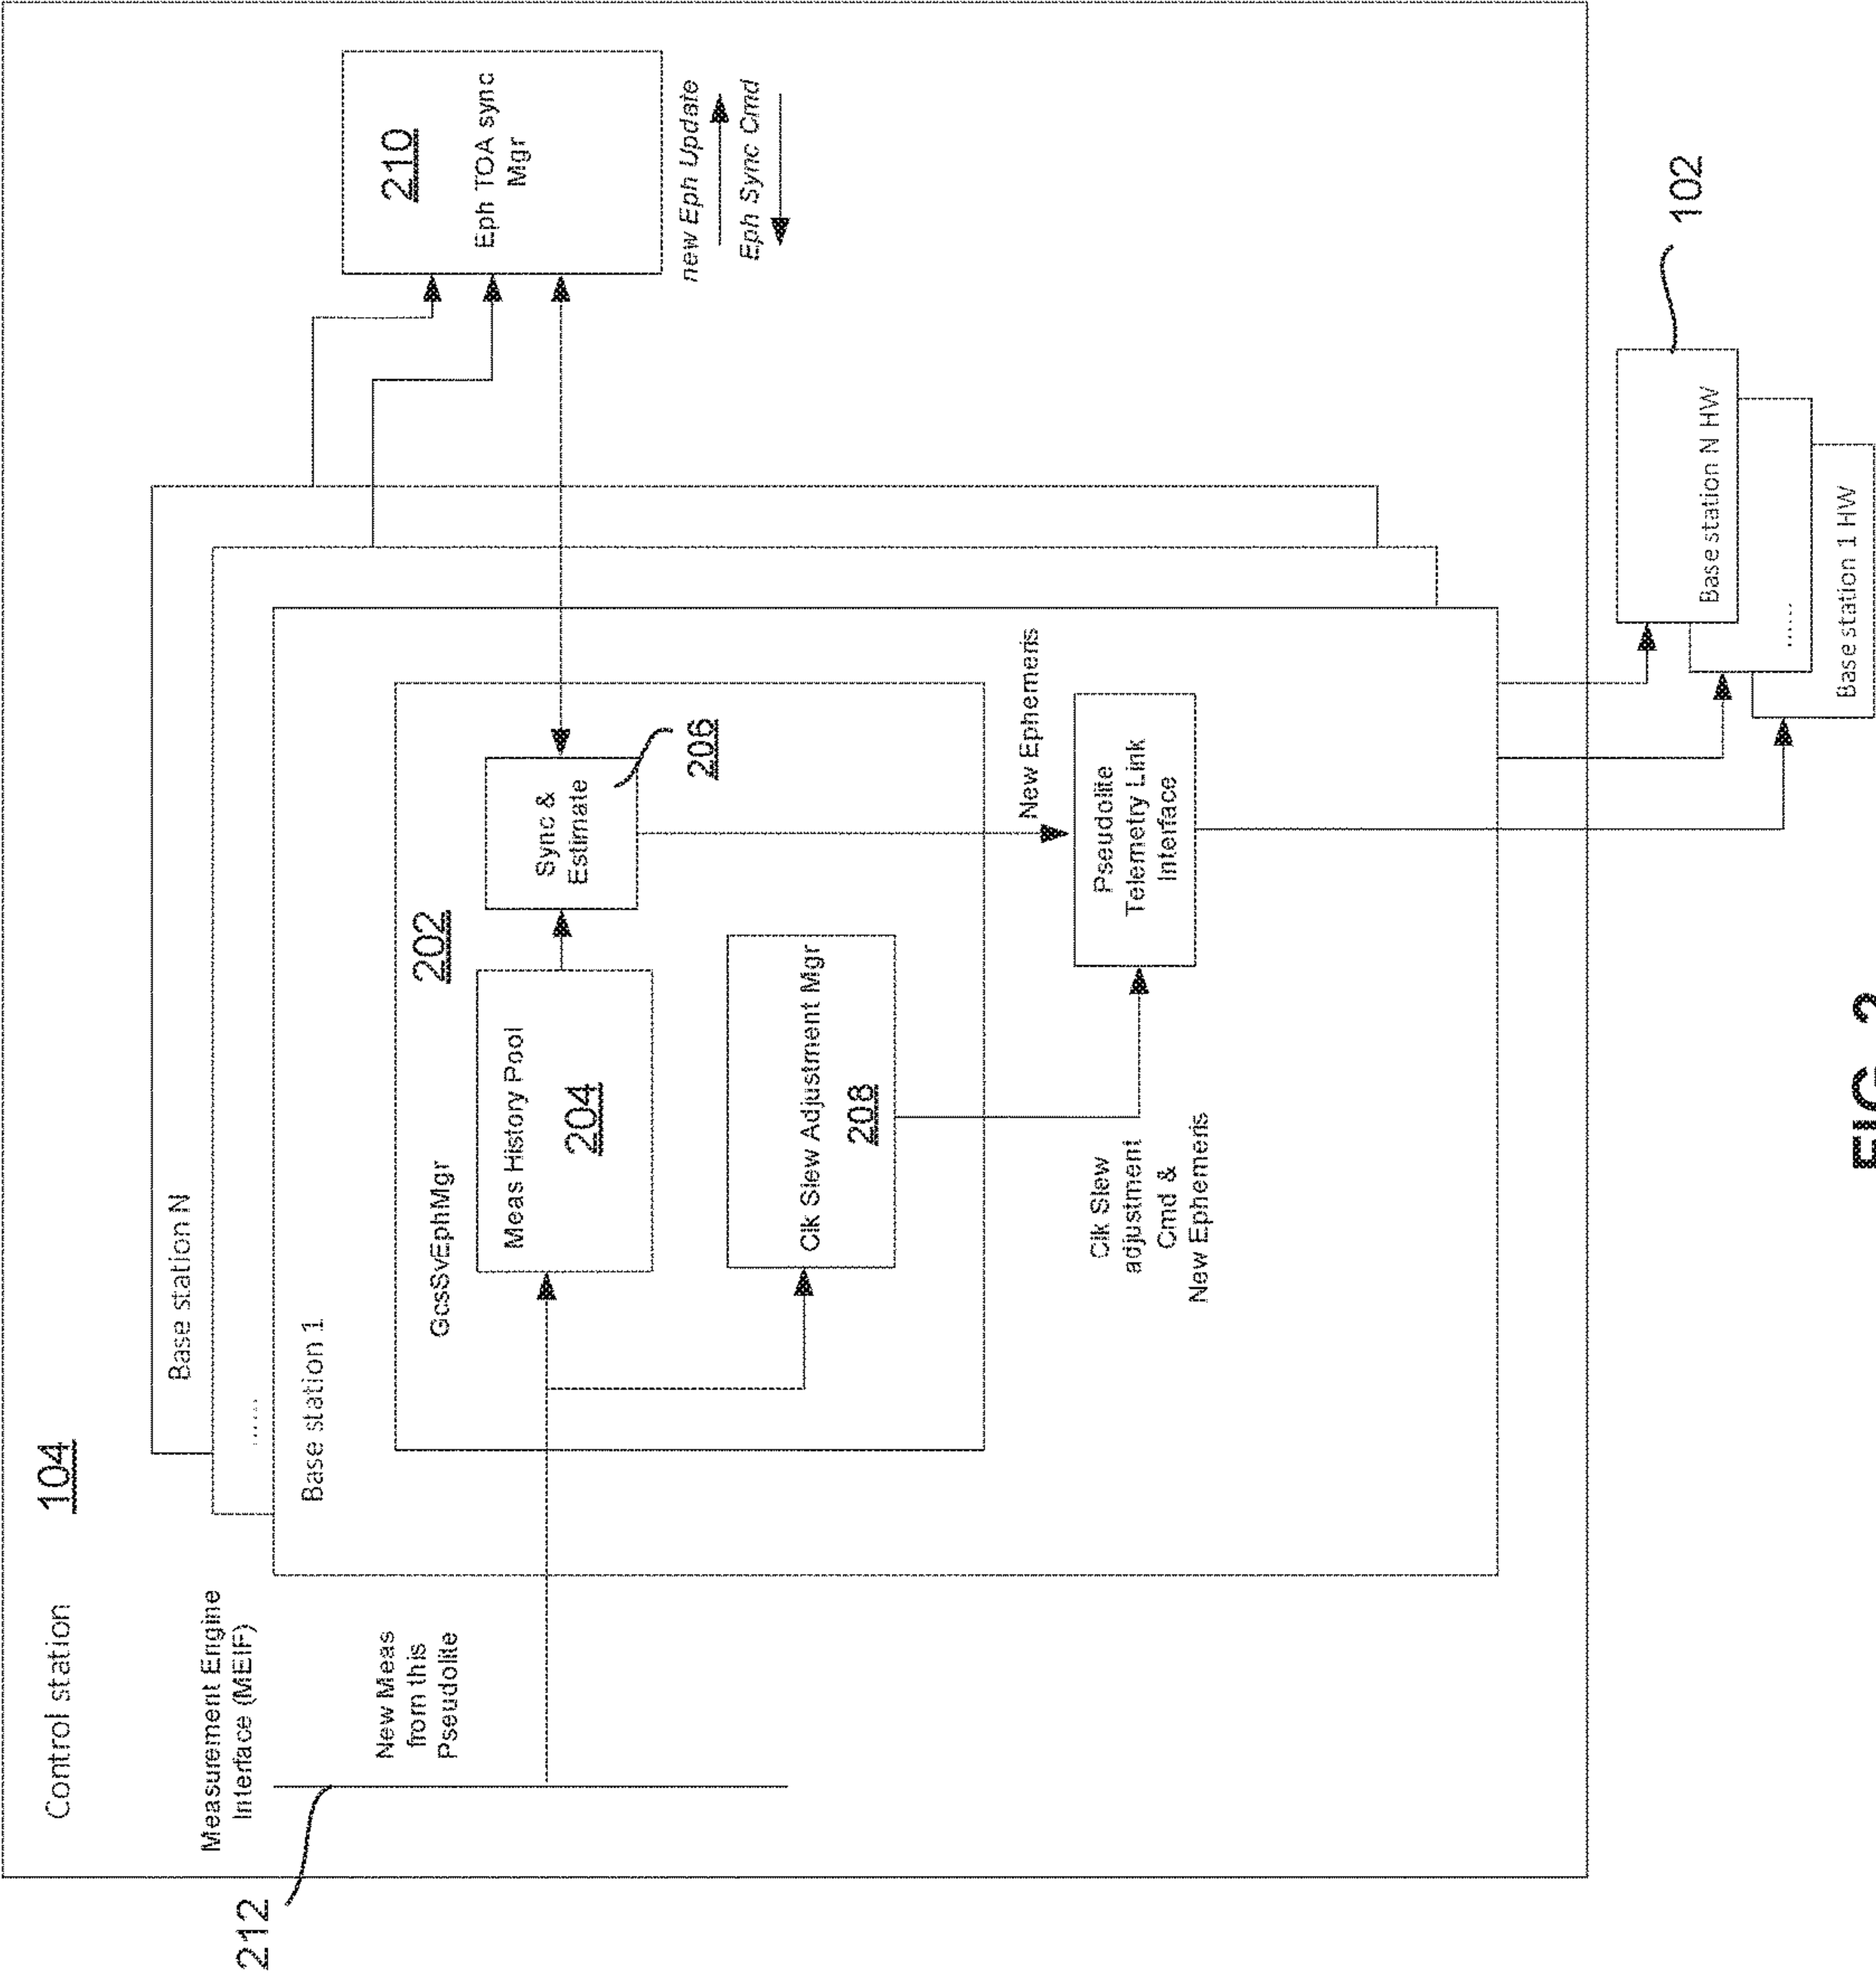 Control station
104
Measurement Engine
Interface (MEIF)
212
New Meas
from this
Pseudolite
Base station N
......
Base station 1
GcsSvEphMgr
202
Meas History Pool
204
Sync &
Estimate
206
Clk Slew Adjustment Mgr
208
210
Eph TOA sync
Mgr
new Eph Update
Eph Sync Cmd
New Ephemeris
Clk Slew
adjustment
Cmd &
New Ephemeris
Pseudolite
Telemetry Link
Interface
102
Base station N HW
......
Base station 1 HW
FIG. 2